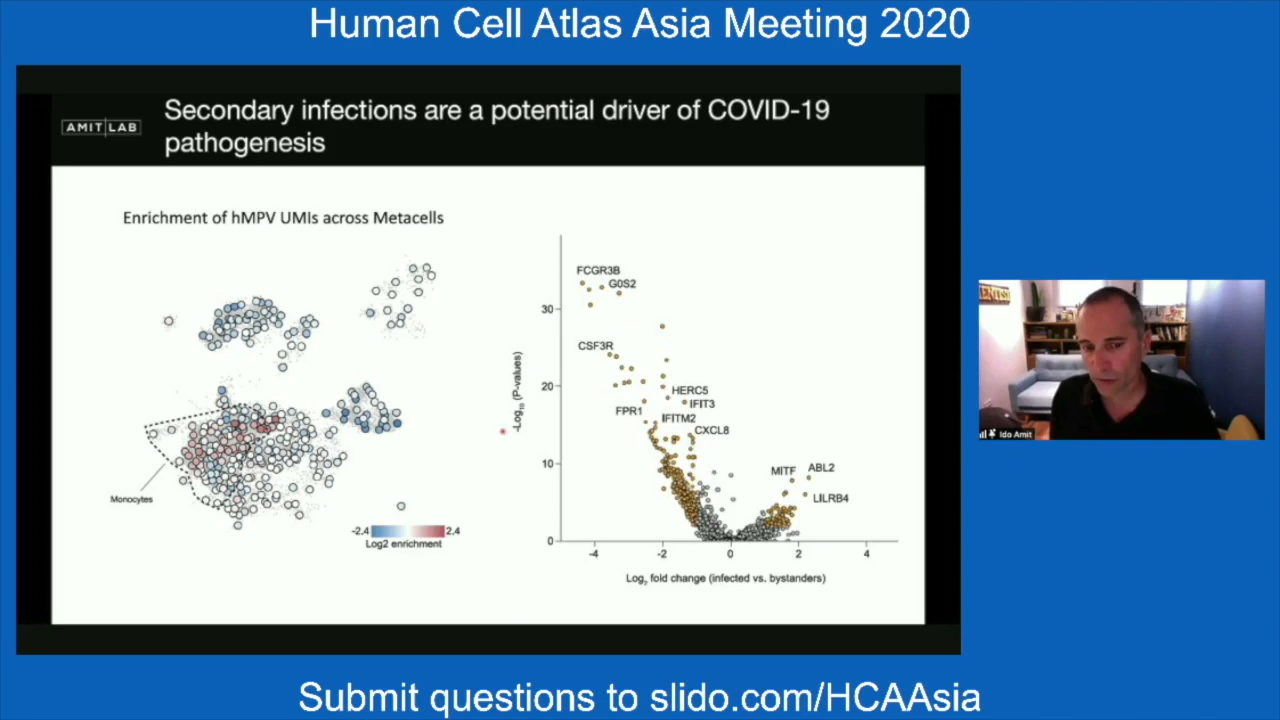 Human Cell Atlas Asia Meeting 2020
AMIT LAB
Secondary infections are a potential driver of COVID-19
pathogenesis
Enrichment of hMPV UMIs across Metacells
Monocytes
-2.4
2.4
Log2 enrichment
-Log10 (P-values)
30
20
10
0
FCGR3B
G0S2
CSF3R
HERC5
IFIT3
FPR1
IFITM2
CXCL8
MITF
ABL2
LILRB4
-4
-2
0
2
4
Log2 fold change (infected vs. bystanders)
Ido Amit
Submit questions to slido.com/HCAAsia